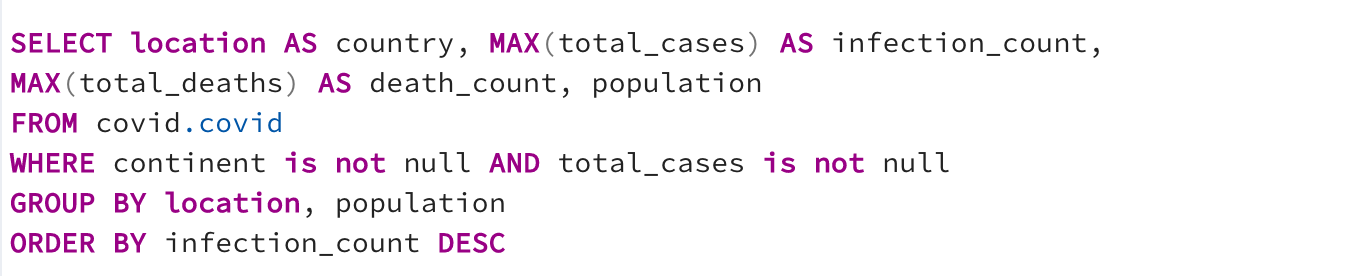 SELECT location AS country, MAX(total_cases) AS infection_count,
MAX(total_deaths) AS death_count, population
FROM covid.covid
WHERE continent is not null AND total_cases is not null
GROUP BY location, population
ORDER BY infection_count DESC